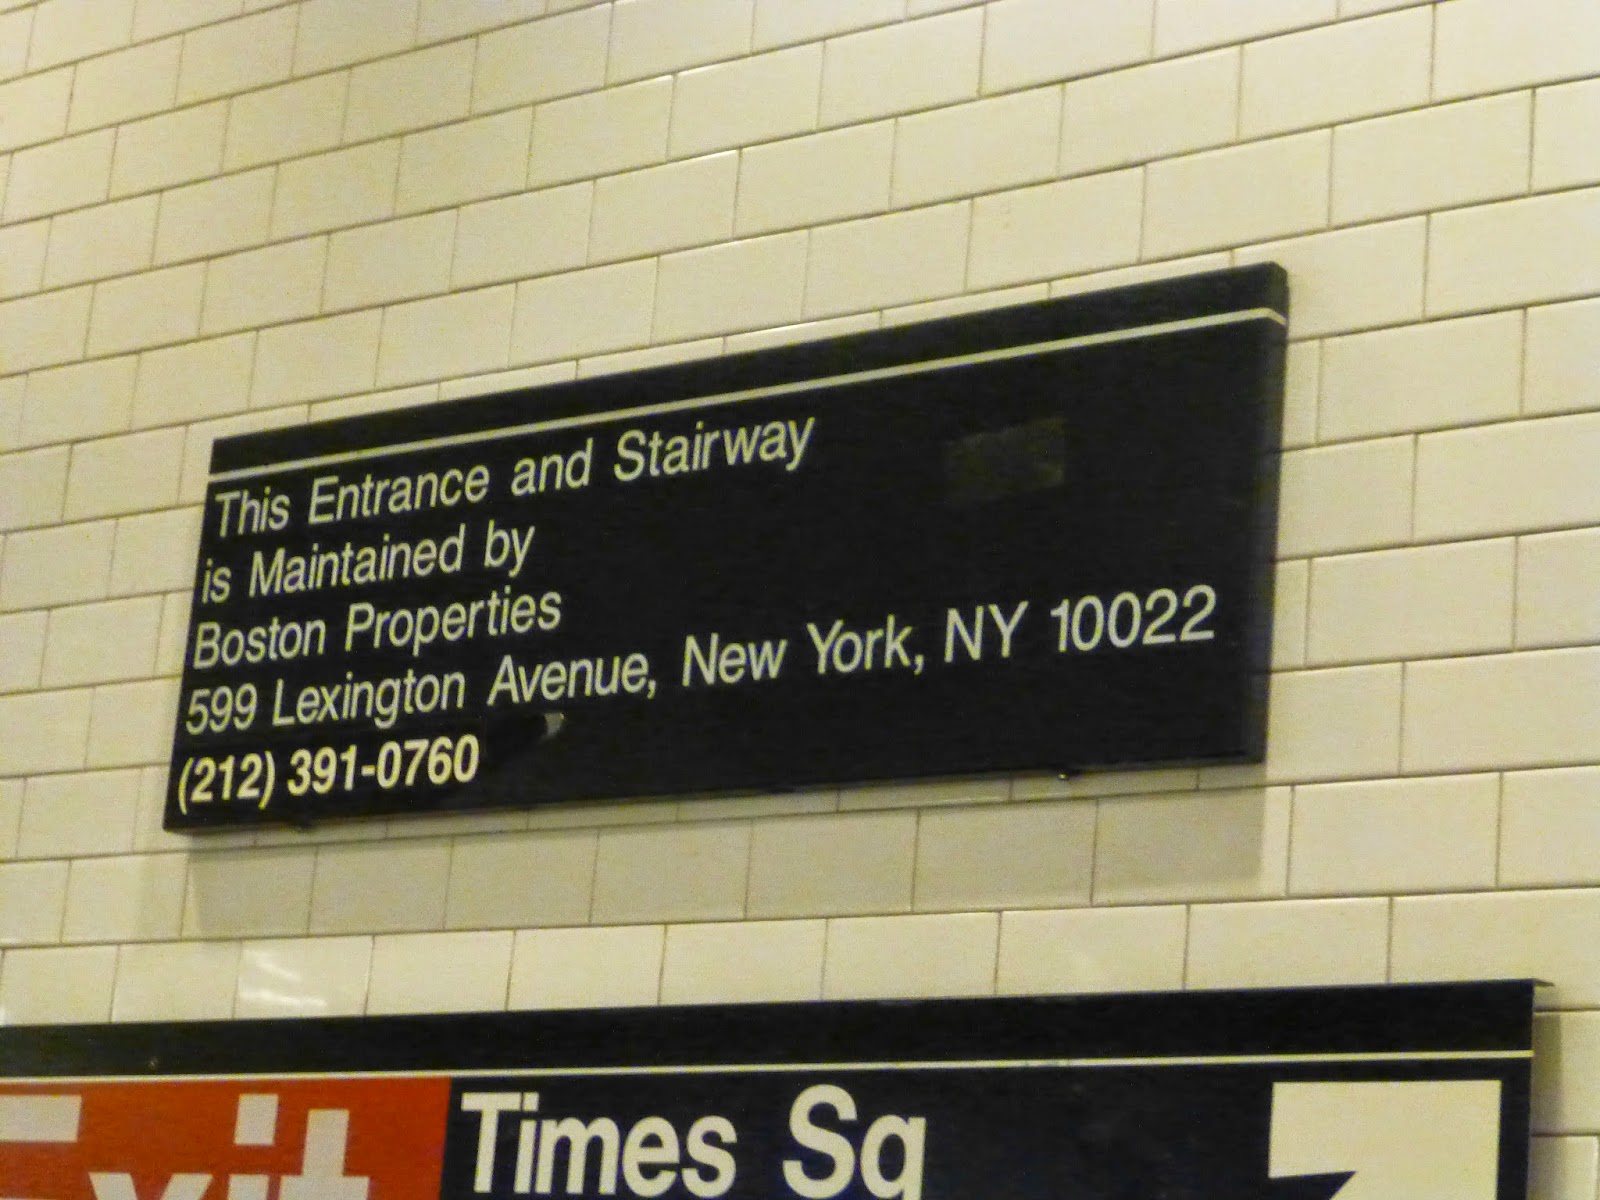 This Entrance and Stairway
is Maintained by
Boston Properties
599 Lexington Avenue, New York, NY 10022
(212) 391-0760
Exit Times Sq